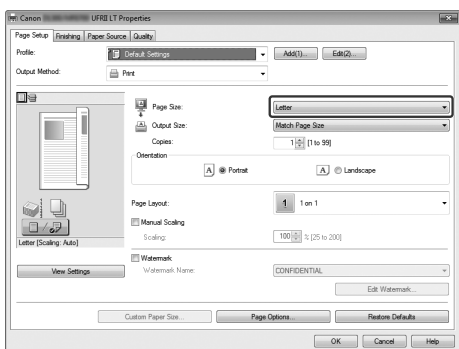 Canon UFRII LT Properties
Page Setup Finishing Paper Source Quality
Profile: Default Settings Add(1)... Edit(2)...
Output Method: Print
Page Size: Letter
Output Size: Match Page Size
Copies: 1 [1 to 99]
Orientation
A Portrait A Landscape
Page Layout: 1 1 on 1
Manual Scaling
Scaling: 100 % [25 to 200]
Letter [Scaling: Auto]
Watermark
View Settings Watermark Name: CONFIDENTIAL
Edit Watermark...
Custom Paper Size... Page Options... Restore Defaults
OK Cancel Help